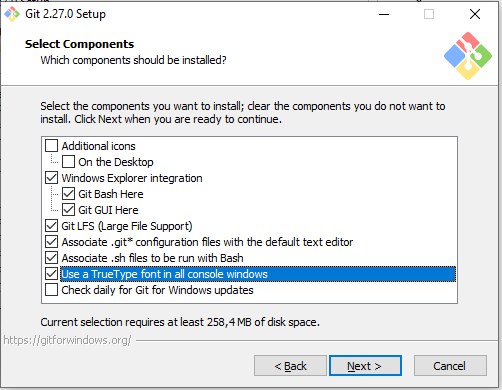 Git 2.27.0 Setup
Select Components
Which components should be installed?
Select the components you want to install; clear the components you do not want to
install. Click Next when you are ready to continue.
Additional icons
On the Desktop
Windows Explorer integration
Git Bash Here
Git GUI Here
Git LFS (Large File Support)
Associate .git* configuration files with the default text editor
Associate .sh files to be run with Bash
Use a TrueType font in all console windows
Check daily for Git for Windows updates
Current selection requires at least 258,4 MB of disk space.
https://gitforwindows.org/
< Back
Next >
Cancel